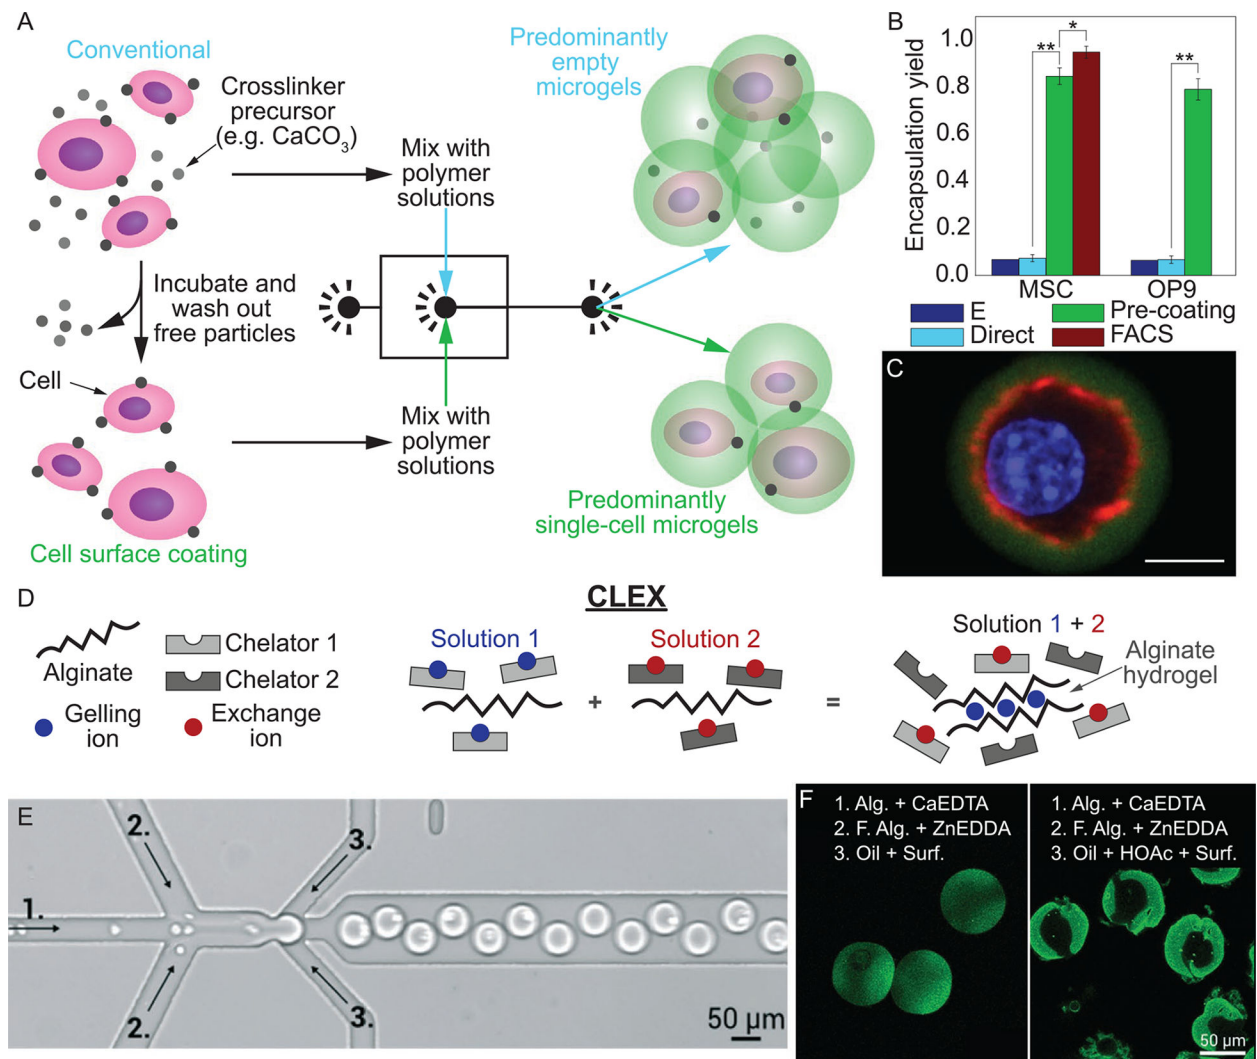 A
Conventional
Crosslinker
precursor
(e.g. CaCO3)
Mix with
polymer
solutions
Predominantly
empty
microgels
Incubate and
wash out
free particles
Cell
Mix with
polymer
solutions
Predominantly
single-cell microgels
Cell surface coating
B
Encapsulation yield
1.0
0.8
0.6
0.4
0.2
0.0
**
*
**
MSC
OP9
E
Pre-coating
Direct
FACS
C
D
CLEX
Alginate
Chelator 1
Chelator 2
Gelling
ion
Exchange
ion
Solution 1
+
Solution 2
=
Solution 1 + 2
Alginate
hydrogel
E
1.
2.
2.
3.
3.
50 µm
F
1. Alg. + CaEDTA
2. F. Alg. + ZnEDDA
3. Oil + Surf.
1. Alg. + CaEDTA
2. F. Alg. + ZnEDDA
3. Oil + HOAc + Surf.
50 µm